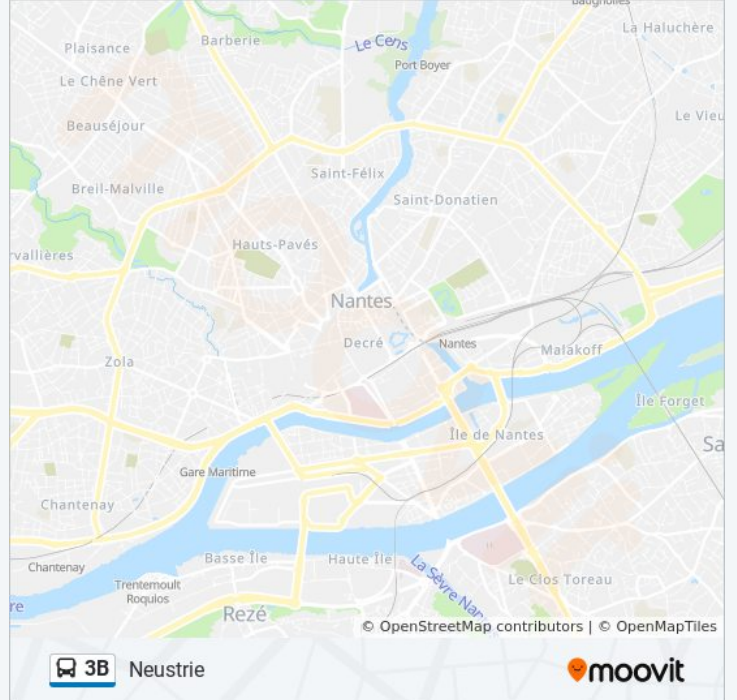 La Haluchère
Barberie
Le Cens
Plaisance
Port Boyer
Le Chêne Vert
Le Vieu
Beauséjour
Saint-Félix
Breil-Malville
Saint-Donatien
Hauts-Pavés
rvallières
Nantes
Decré
Nantes
Malakoff
Zola
Île Forget
Île de Nantes
Sa
Gare Maritime
Chantenay
Basse Île
Haute Île
Chantenay
La Sèvre Nan
Le Clos Toreau
Trentemoult
Roquios
re
Rezé
© OpenStreetMap contributors | © OpenMapTiles
3B Neustrie
moovit